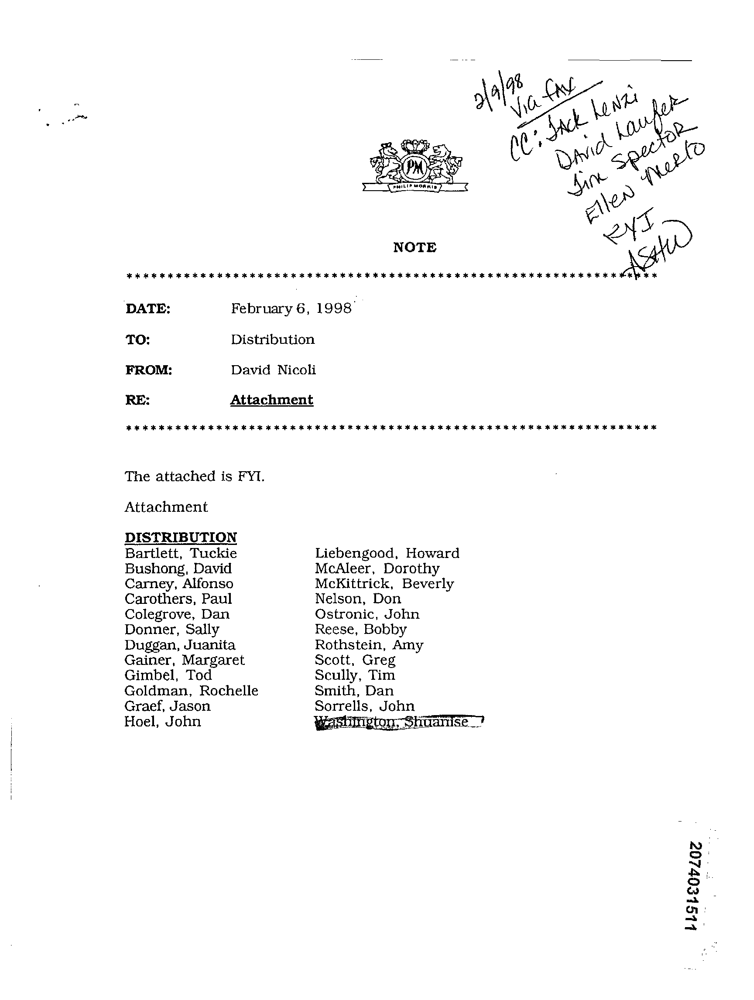 2/9/98
Via fax
CC: Jack Lenzi
David Laufer
Jim Spector
Ellen Merlo
FYI
PM
PHILIP MORRIS
NOTE
*****************************************************************
DATE: February 6, 1998
TO: Distribution
FROM: David Nicoli
RE: Attachment
*****************************************************************
The attached is FYI.
Attachment
DISTRIBUTION
Bartlett, Tuckie Liebengood, Howard
Bushong, David McAleer, Dorothy
Carney, Alfonso McKittrick, Beverly
Carothers, Paul Nelson, Don
Colegrove, Dan Ostronic, John
Donner, Sally Reese, Bobby
Duggan, Juanita Rothstein, Amy
Gainer, Margaret Scott, Greg
Gimbel, Tod Scully, Tim
Goldman, Rochelle Smith, Dan
Graef, Jason Sorrells, John
Hoel, John Washington, Shuanise
2074031511